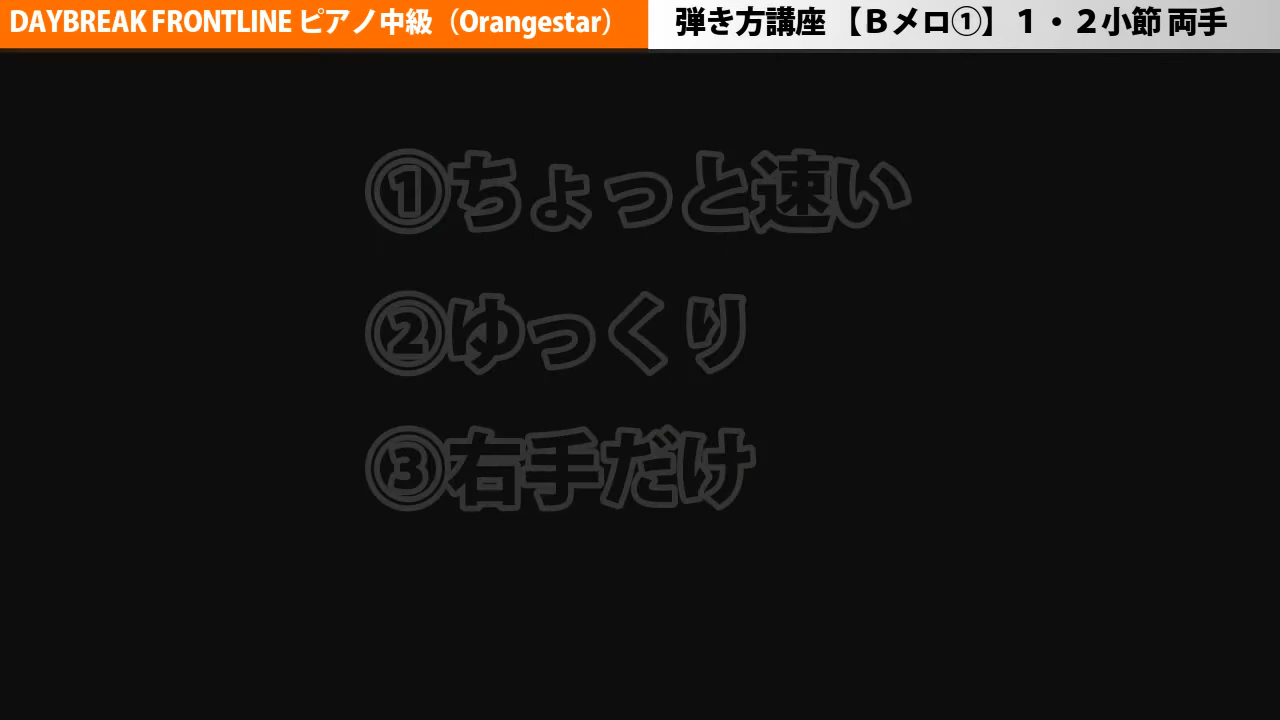 DAYBREAK FRONTLINE ピアノ中級（Orangestar）
弾き方講座 【Ｂメロ①】１・２小節 両手
①ちょっと速い
②ゆっくり
③右手だけ